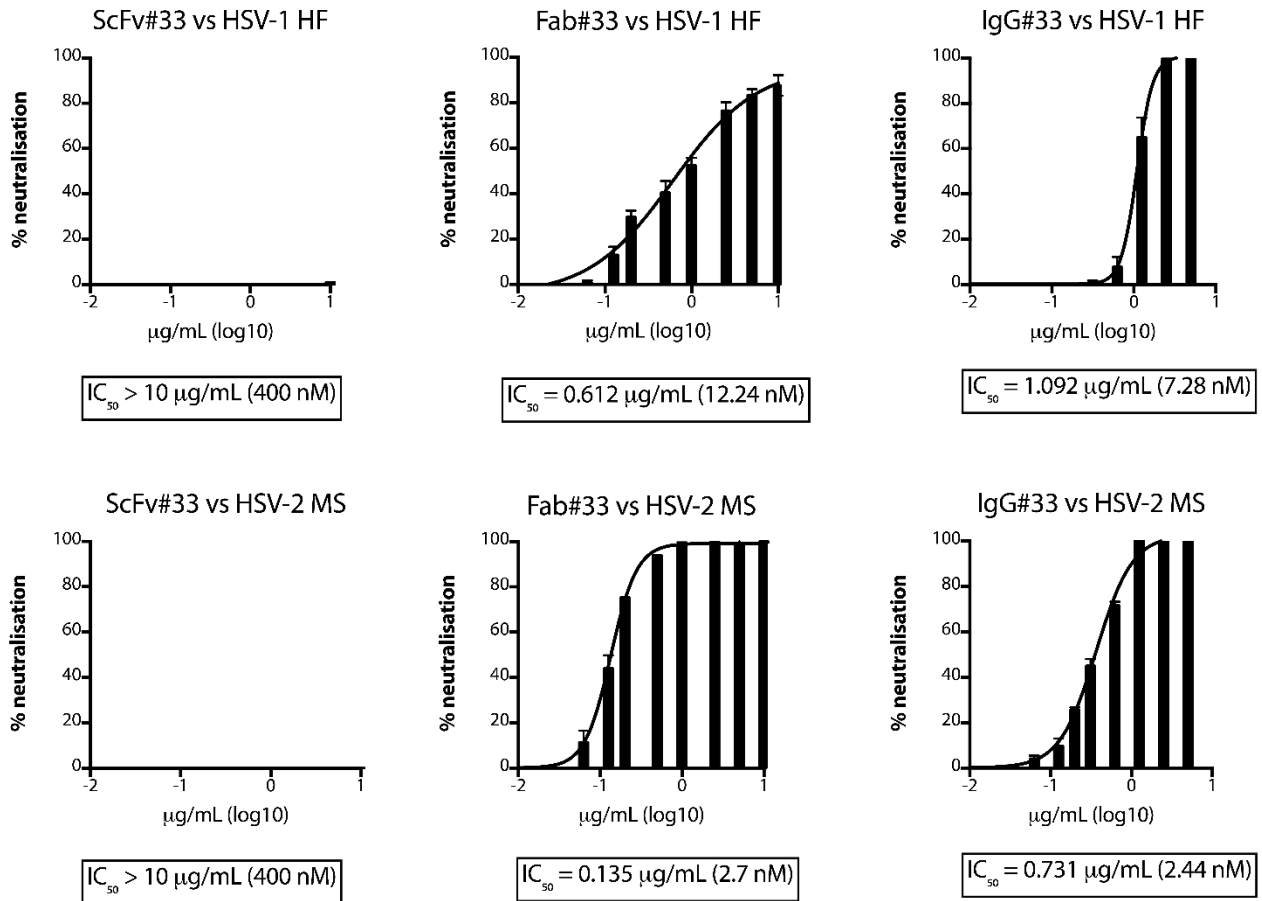 ScFv#33 vs HSV-1 HF
% neutralisation
100
80
60
40
20
0
-2 -1 0 1
μg/mL (log10)
IC50 > 10 μg/mL (400 nM)
Fab#33 vs HSV-1 HF
% neutralisation
100
80
60
40
20
0
-2 -1 0 1
μg/mL (log10)
IC50 = 0.612 μg/mL (12.24 nM)
IgG#33 vs HSV-1 HF
% neutralisation
100
80
60
40
20
0
-2 -1 0 1
μg/mL (log10)
IC50 = 1.092 μg/mL (7.28 nM)
ScFv#33 vs HSV-2 MS
% neutralisation
100
80
60
40
20
0
-2 -1 0 1
μg/mL (log10)
IC50 > 10 μg/mL (400 nM)
Fab#33 vs HSV-2 MS
% neutralisation
100
80
60
40
20
0
-2 -1 0 1
μg/mL (log10)
IC50 = 0.135 μg/mL (2.7 nM)
IgG#33 vs HSV-2 MS
% neutralisation
100
80
60
40
20
0
-2 -1 0 1
μg/mL (log10)
IC50 = 0.731 μg/mL (2.44 nM)